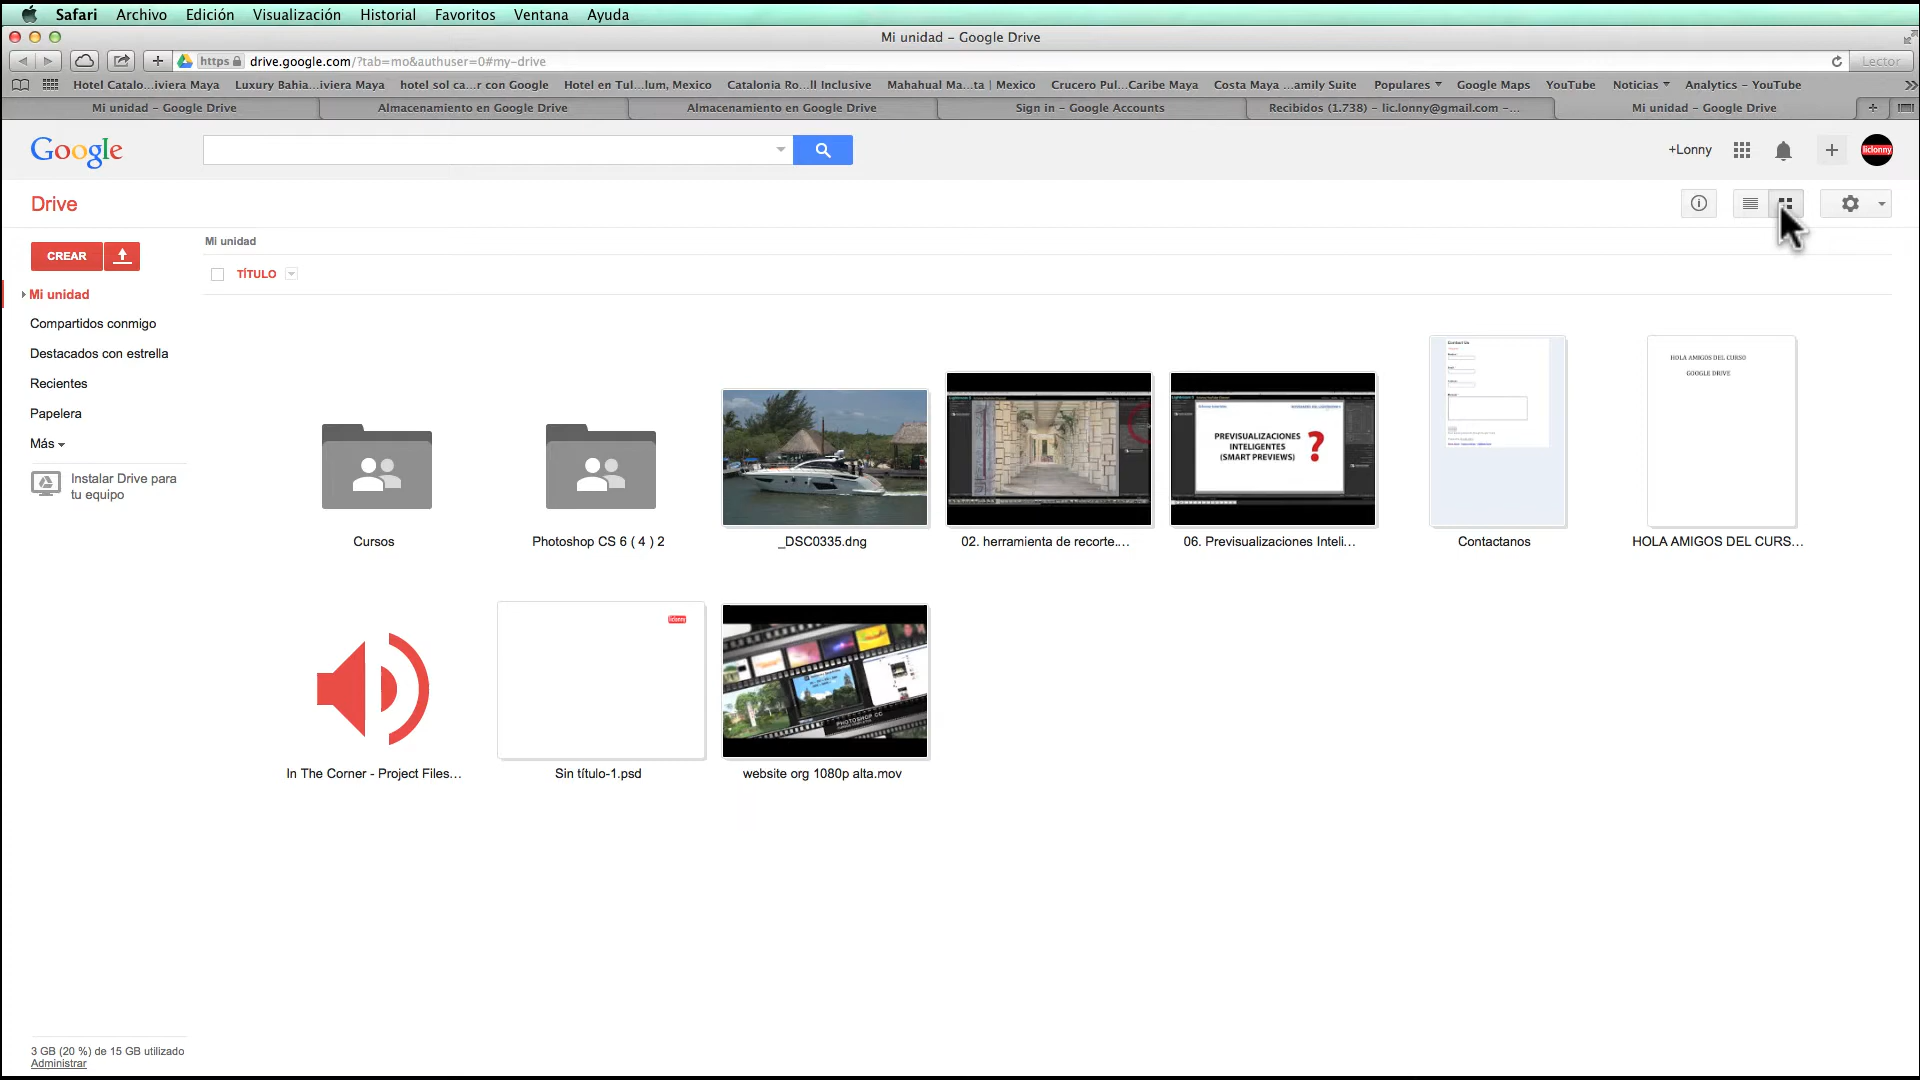 Safari Archivo Edición Visualización Historial Favoritos Ventana Ayuda
Mi unidad – Google Drive
https drive.google.com/?tab=mo&authuser=0#my-drive Lector
Hotel Catalo...iviera Maya Luxury Bahia...iviera Maya hotel sol ca...r con Google Hotel en Tul...lum, Mexico Catalonia Ro...ll Inclusive Mahahual Ma...ta | Mexico Crucero Pul...Caribe Maya Costa Maya ...amily Suite Populares Google Maps YouTube Noticias Analytics – YouTube
Mi unidad – Google Drive Almacenamiento en Google Drive Almacenamiento en Google Drive Sign in – Google Accounts Recibidos (1.738) – lic.lonny@gmail.com –... Mi unidad – Google Drive
Google +Lonny liclonny
Drive
Mi unidad
CREAR
TÍTULO
Mi unidad
Compartidos conmigo
Destacados con estrella
Recientes
Papelera
Más
Instalar Drive para
tu equipo
Contact Us
HOLA AMIGOS DEL CURSO
GOOGLE DRIVE
PREVISUALIZACIONES
INTELIGENTES
(SMART PREVIEWS) ?
Cursos Photoshop CS 6 ( 4 ) 2 _DSC0335.dng 02. herramienta de recorte.... 06. Previsualizaciones Inteli... Contactanos HOLA AMIGOS DEL CURS...
liclonny
PHOTOSHOP CC
In The Corner - Project Files... Sin título-1.psd website org 1080p alta.mov
3 GB (20 %) de 15 GB utilizado
Administrar